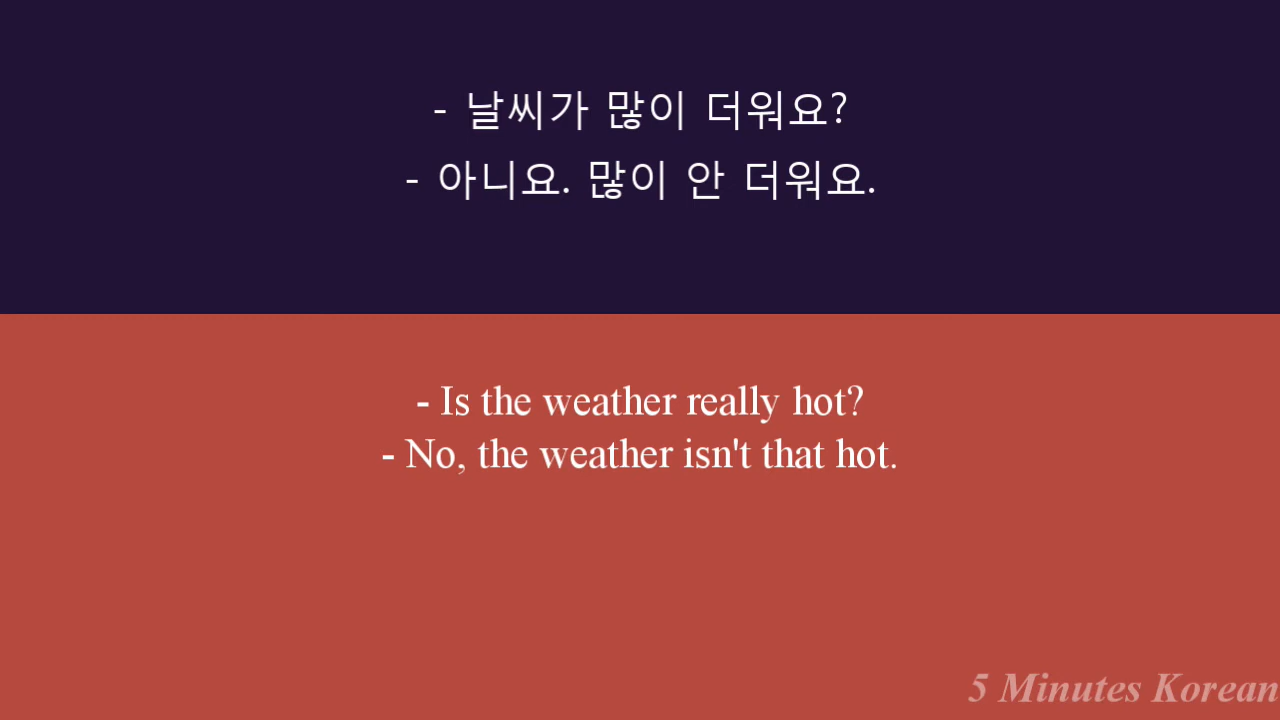 - 날씨가 많이 더워요?
- 아니요. 많이 안 더워요.
- Is the weather really hot?
- No, the weather isn't that hot.
5 Minutes Korean